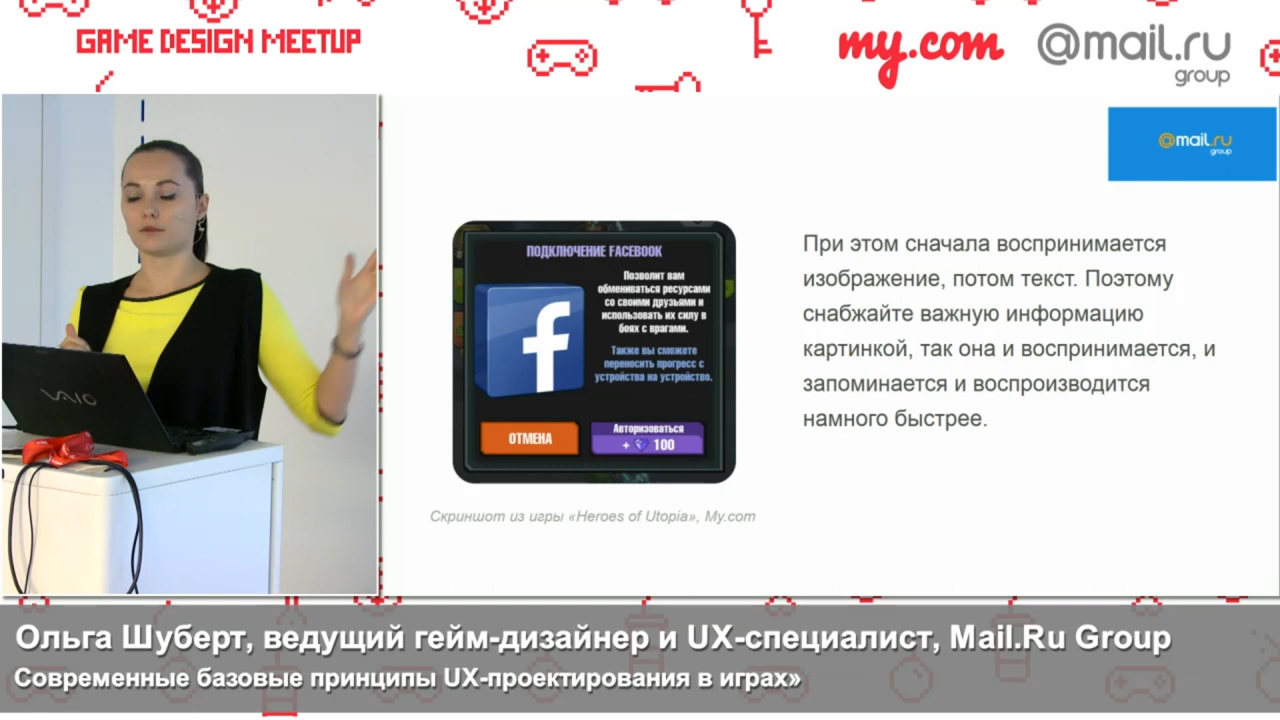 GAME DESIGN MEETUP
my.com
@mail.ru
group
@mail.ru
group
ПОДКЛЮЧЕНИЕ FACEBOOK
Позволит вам
обмениваться ресурсами
со своими друзьями и
использовать их силу в
боях с врагами.
Также вы сможете
переносить прогресс с
устройства на устройство.
f
ОТМЕНА
Авторизоваться
+ 100
Скриншот из игры «Heroes of Utopia», My.com
При этом сначала воспринимается
изображение, потом текст. Поэтому
снабжайте важную информацию
картинкой, так она и воспринимается, и
запоминается и воспроизводится
намного быстрее.
VAIO
Ольга Шуберт, ведущий гейм-дизайнер и UX-специалист, Mail.Ru Group
Современные базовые принципы UX-проектирования в играх»